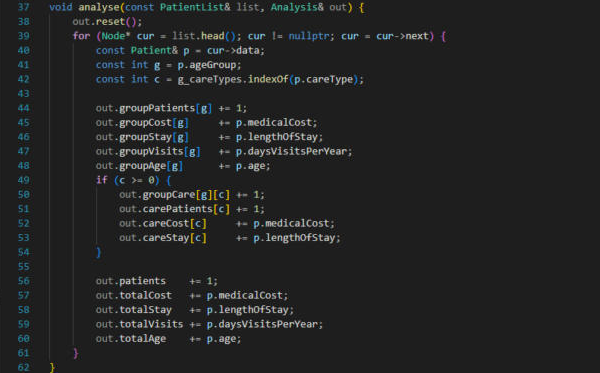 37 void analyse(const PatientList& list, Analysis& out) {
38     out.reset();
39     for (Node* cur = list.head(); cur != nullptr; cur = cur->next) {
40         const Patient& p = cur->data;
41         const int g = p.ageGroup;
42         const int c = g_careTypes.indexOf(p.careType);
43
44         out.groupPatients[g] += 1;
45         out.groupCost[g]     += p.medicalCost;
46         out.groupStay[g]     += p.lengthOfStay;
47         out.groupVisits[g]   += p.daysVisitsPerYear;
48         out.groupAge[g]      += p.age;
49         if (c >= 0) {
50             out.groupCare[g][c] += 1;
51             out.carePatients[c] += 1;
52             out.careCost[c]     += p.medicalCost;
53             out.careStay[c]     += p.lengthOfStay;
54         }
55
56         out.patients    += 1;
57         out.totalCost   += p.medicalCost;
58         out.totalStay   += p.lengthOfStay;
59         out.totalVisits += p.daysVisitsPerYear;
60         out.totalAge    += p.age;
61     }
62 }